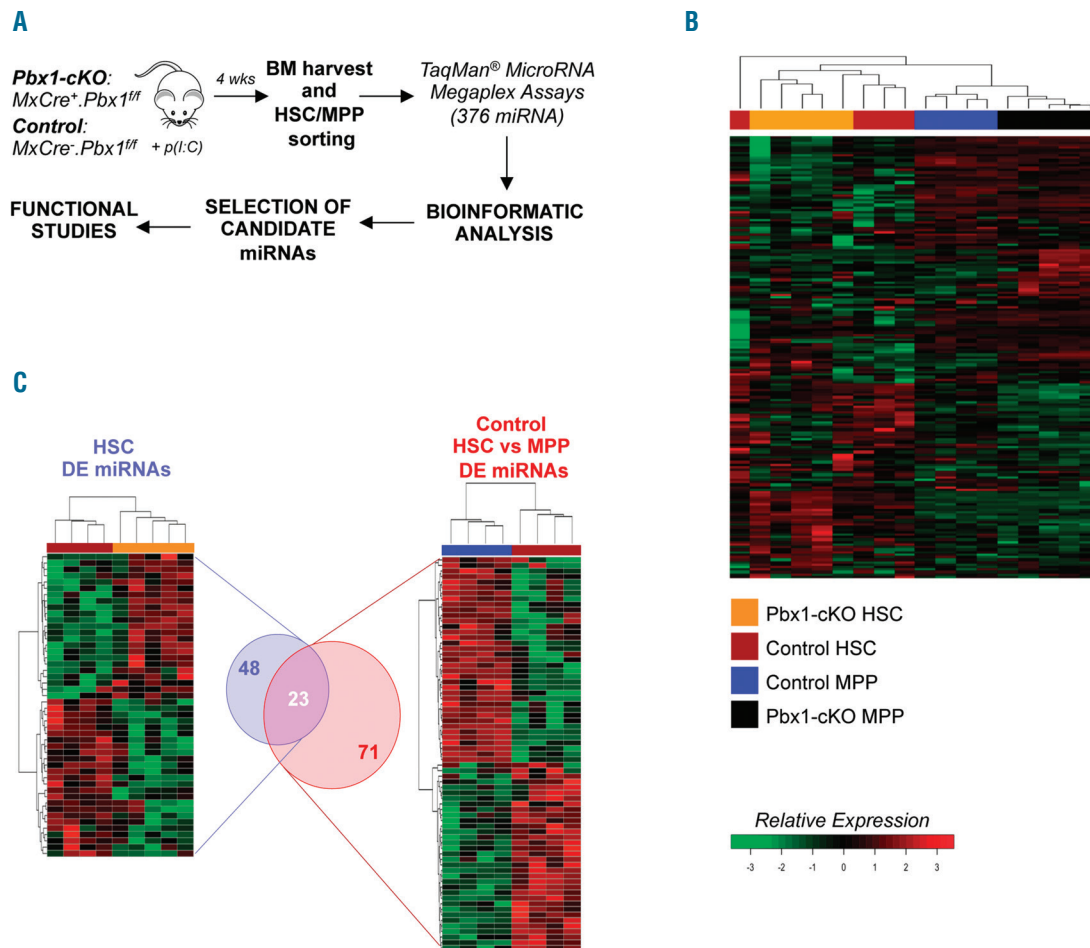 A
Pbx1-cKO:
MxCre+.Pbx1f/f
Control:
MxCre-.Pbx1f/f + p(I:C)
4 wks
BM harvest
and
HSC/MPP
sorting
TaqMan® MicroRNA
Megaplex Assays
(376 miRNA)
BIOINFORMATIC
ANALYSIS
SELECTION OF
CANDIDATE
miRNAs
FUNCTIONAL
STUDIES
B
Pbx1-cKO HSC
Control HSC
Control MPP
Pbx1-cKO MPP
Relative Expression
-3 -2 -1 0 1 2 3
C
HSC
DE miRNAs
Control
HSC vs MPP
DE miRNAs
48
23
71